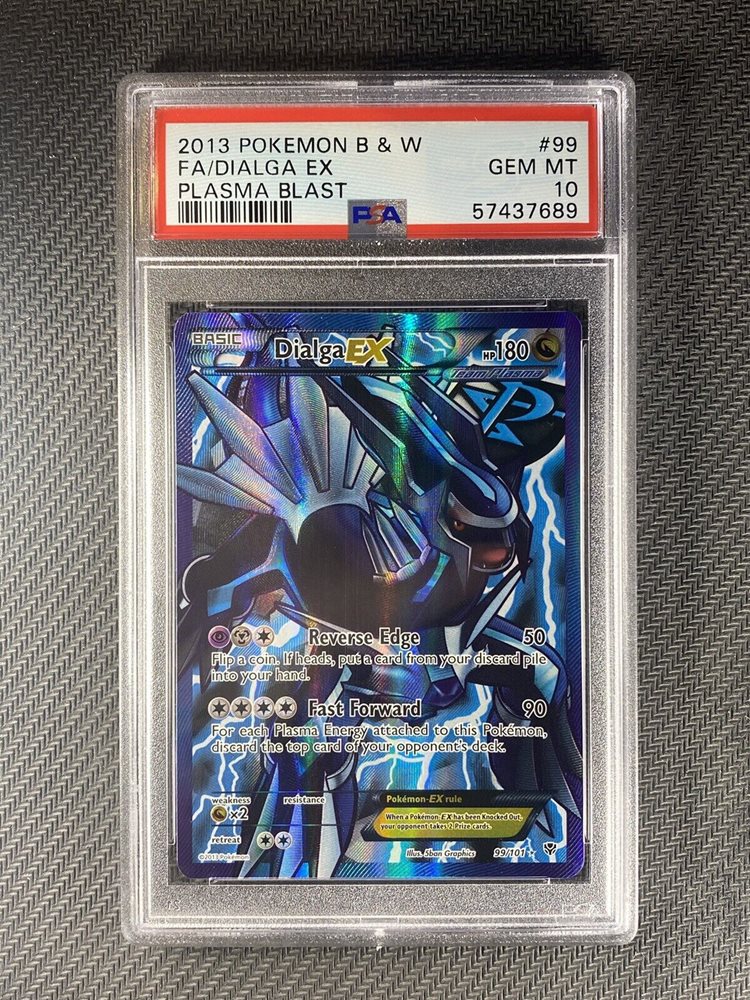 2013 POKEMON B & W #99
FA/DIALGA EX GEM MT
PLASMA BLAST 10
PSA 57437689
BASIC
Dialga EX HP180
Team Plasma
Reverse Edge 50
Flip a coin. If heads, put a card from your discard pile
into your hand.
Fast Forward 90
For each Plasma Energy attached to this Pokémon,
discard the top card of your opponent's deck.
weakness resistance
×2
retreat
Pokémon-EX rule
When a Pokémon-EX has been Knocked Out,
your opponent takes 2 Prize cards.
©2013 Pokémon Illus. 5ban Graphics 99/101